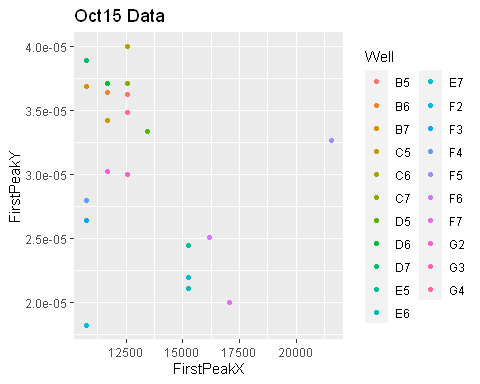 Oct15 Data
4.0e-05
3.5e-05
3.0e-05
2.5e-05
2.0e-05
FirstPeakY
12500 15000 17500 20000
FirstPeakX
Well
B5 E7
B6 F2
B7 F3
C5 F4
C6 F5
C7 F6
D5 F7
D6 G2
D7 G3
E5 G4
E6